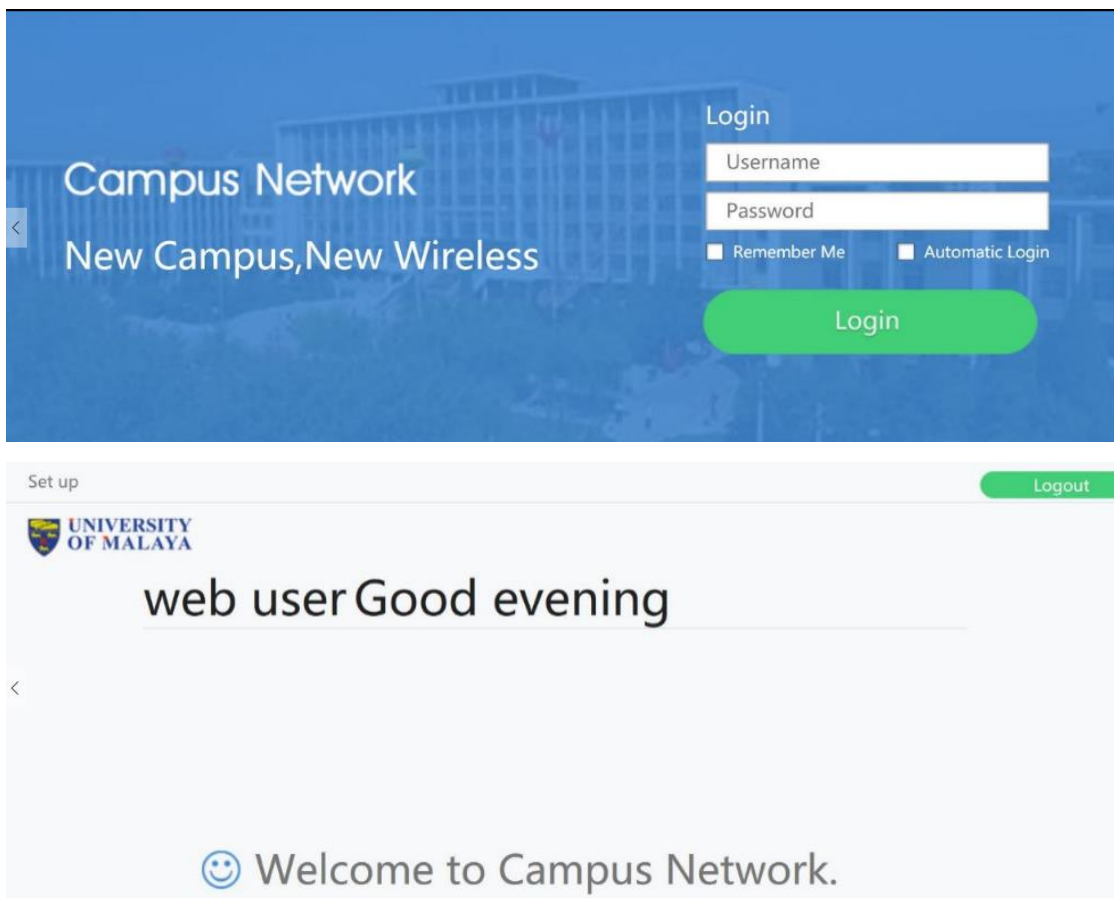 Login
Username
Campus Network
Password
New Campus,New Wireless
Remember Me Automatic Login
Login
Set up Logout
UNIVERSITY
OF MALAYA
web user Good evening
Welcome to Campus Network.